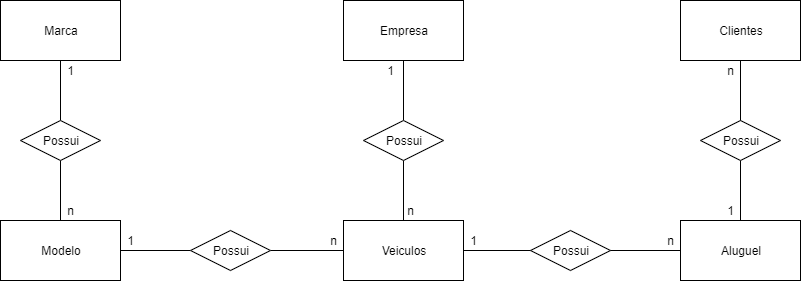 Marca
Empresa
Clientes
1
1
n
Possui
Possui
Possui
n
n
1
Modelo
1
Possui
n
Veiculos
1
Possui
n
Aluguel